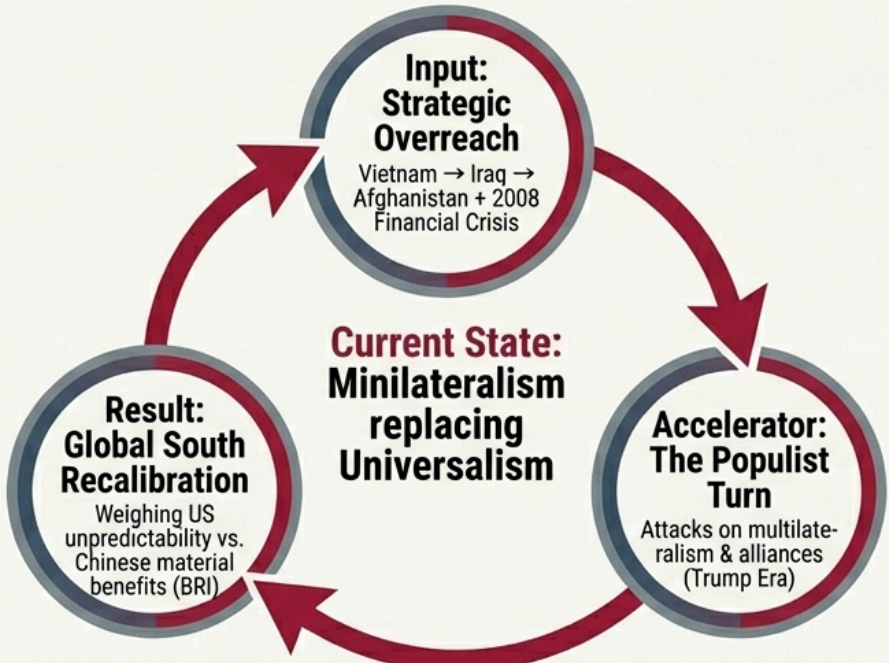 Input:
Strategic
Overreach
Vietnam → Iraq →
Afghanistan + 2008
Financial Crisis
Current State:
Minilateralism
replacing
Universalism
Accelerator:
The Populist
Turn
Attacks on multilate-
ralism & alliances
(Trump Era)
Result:
Global South
Recalibration
Weighing US
unpredictability vs.
Chinese material
benefits (BRI)